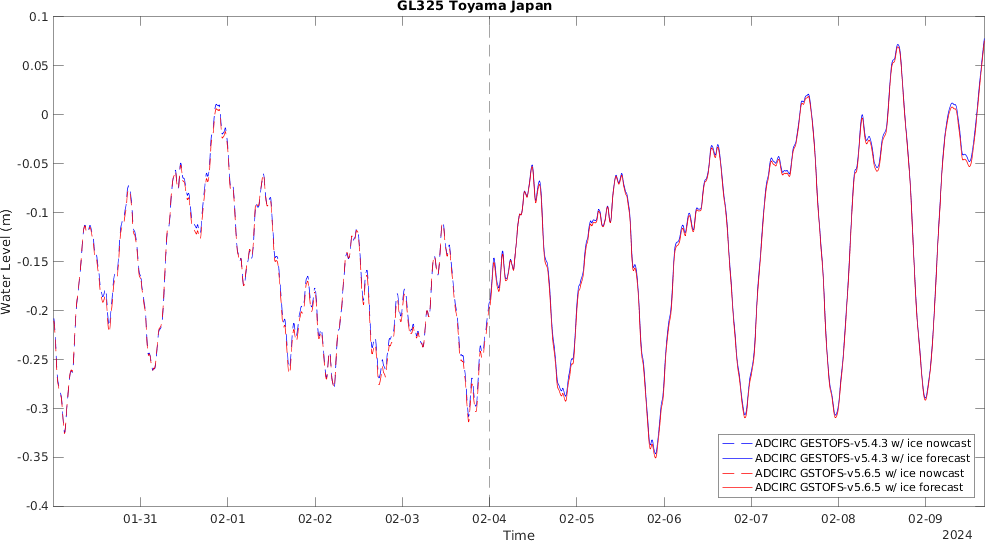 GL325 Toyama Japan
0.1
0.05
0
-0.05
-0.1
-0.15
-0.2
-0.25
-0.3
-0.35
-0.4
Water Level (m)
ADCIRC GESTOFS-v5.4.3 w/ ice nowcast
ADCIRC GESTOFS-v5.4.3 w/ ice forecast
ADCIRC GSTOFS-v5.6.5 w/ ice nowcast
ADCIRC GSTOFS-v5.6.5 w/ ice forecast
01-31 02-01 02-02 02-03 02-04 02-05 02-06 02-07 02-08 02-09
Time
2024